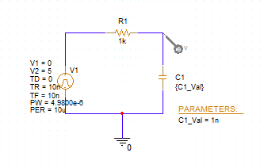 R1
1k
V1 = 0
V2 = 5
TD = 0
TR = 10n
TF = 10n
PW = 4.9800e-6
PER = 10u
V1
C1
{C1_Val}
V
PARAMETERS:
C1_Val = 1n
0